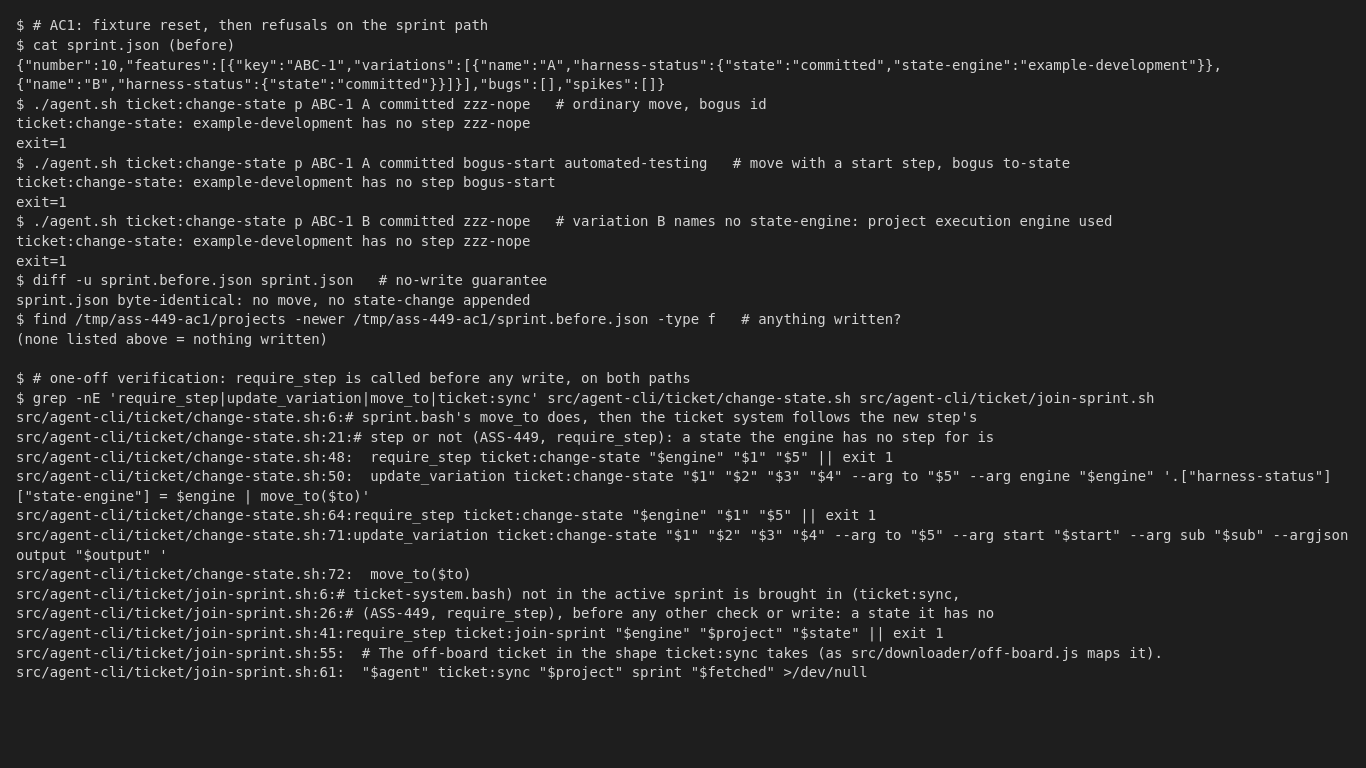 $ # AC1: fixture reset, then refusals on the sprint path
$ cat sprint.json (before)
{"number":10,"features":[{"key":"ABC-1","variations":[{"name":"A","harness-status":{"state":"committed","state-engine":"example-development"}},
{"name":"B","harness-status":{"state":"committed"}}]}],"bugs":[],"spikes":[]}
$ ./agent.sh ticket:change-state p ABC-1 A committed zzz-nope   # ordinary move, bogus id
ticket:change-state: example-development has no step zzz-nope
exit=1
$ ./agent.sh ticket:change-state p ABC-1 A committed bogus-start automated-testing   # move with a start step, bogus to-state
ticket:change-state: example-development has no step bogus-start
exit=1
$ ./agent.sh ticket:change-state p ABC-1 B committed zzz-nope   # variation B names no state-engine: project execution engine used
ticket:change-state: example-development has no step zzz-nope
exit=1
$ diff -u sprint.before.json sprint.json   # no-write guarantee
sprint.json byte-identical: no move, no state-change appended
$ find /tmp/ass-449-ac1/projects -newer /tmp/ass-449-ac1/sprint.before.json -type f   # anything written?
(none listed above = nothing written)

$ # one-off verification: require_step is called before any write, on both paths
$ grep -nE 'require_step|update_variation|move_to|ticket:sync' src/agent-cli/ticket/change-state.sh src/agent-cli/ticket/join-sprint.sh
src/agent-cli/ticket/change-state.sh:6:# sprint.bash's move_to does, then the ticket system follows the new step's
src/agent-cli/ticket/change-state.sh:21:# step or not (ASS-449, require_step): a state the engine has no step for is
src/agent-cli/ticket/change-state.sh:48:  require_step ticket:change-state "$engine" "$1" "$5" || exit 1
src/agent-cli/ticket/change-state.sh:50:  update_variation ticket:change-state "$1" "$2" "$3" "$4" --arg to "$5" --arg engine "$engine" '.["harness-status"]
["state-engine"] = $engine | move_to($to)'
src/agent-cli/ticket/change-state.sh:64:require_step ticket:change-state "$engine" "$1" "$5" || exit 1
src/agent-cli/ticket/change-state.sh:71:update_variation ticket:change-state "$1" "$2" "$3" "$4" --arg to "$5" --arg start "$start" --arg sub "$sub" --argjson
output "$output" '
src/agent-cli/ticket/change-state.sh:72:  move_to($to)
src/agent-cli/ticket/join-sprint.sh:6:# ticket-system.bash) not in the active sprint is brought in (ticket:sync,
src/agent-cli/ticket/join-sprint.sh:26:# (ASS-449, require_step), before any other check or write: a state it has no
src/agent-cli/ticket/join-sprint.sh:41:require_step ticket:join-sprint "$engine" "$project" "$state" || exit 1
src/agent-cli/ticket/join-sprint.sh:55:  # The off-board ticket in the shape ticket:sync takes (as src/downloader/off-board.js maps it).
src/agent-cli/ticket/join-sprint.sh:61:  "$agent" ticket:sync "$project" sprint "$fetched" >/dev/null